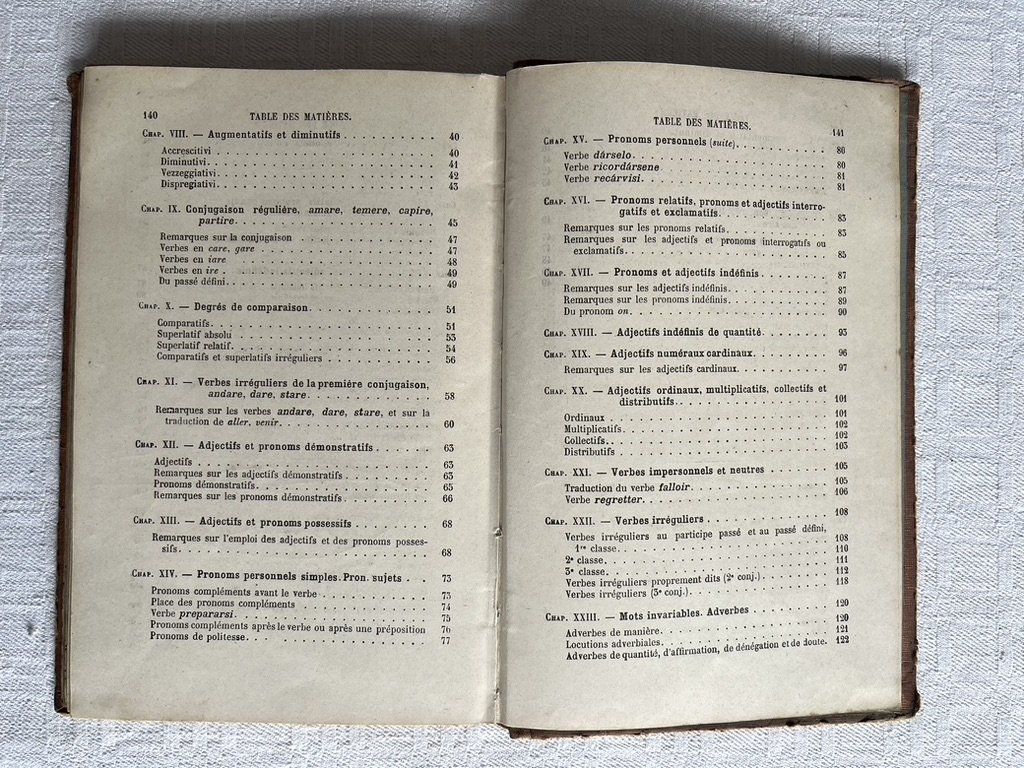 140 TABLE DES MATIÈRES.
CHAP. VIII. — Augmentatifs et diminutifs . . . . . . . . . . 40
Accrescitivi . . . . . . . . . . 40
Diminutivi . . . . . . . . . . 41
Vezzeggiativi . . . . . . . . . . 42
Dispregiativi . . . . . . . . . . 43
CHAP. IX. Conjugaison régulière, amare, temere, capire,
partire . . . . . . . . . . 45
Remarques sur la conjugaison . . . . . . . . . . 47
Verbes en care, gare . . . . . . . . . . 47
Verbes en iare . . . . . . . . . . 48
Verbes en ire . . . . . . . . . . 49
Du passé défini . . . . . . . . . . 49
CHAP. X. — Degrés de comparaison . . . . . . . . . . 51
Comparatifs . . . . . . . . . . 51
Superlatif absolu . . . . . . . . . . 53
Superlatif relatif . . . . . . . . . . 54
Comparatifs et superlatifs irréguliers . . . . . . . . . . 56
CHAP. XI. — Verbes irréguliers de la première conjugaison,
andare, dare, stare . . . . . . . . . . 58
Remarques sur les verbes andare, dare, stare, et sur la
traduction de aller, venir . . . . . . . . . . 60
CHAP. XII. — Adjectifs et pronoms démonstratifs . . . . . . . . . . 63
Adjectifs . . . . . . . . . . 63
Remarques sur les adjectifs démonstratifs . . . . . . . . . . 63
Pronoms démonstratifs . . . . . . . . . . 65
Remarques sur les pronoms démonstratifs . . . . . . . . . . 66
CHAP. XIII. — Adjectifs et pronoms possessifs . . . . . . . . . . 68
Remarques sur l'emploi des adjectifs et des pronoms posses-
sifs . . . . . . . . . . 68
CHAP. XIV. — Pronoms personnels simples. Pron. sujets . . 73
Pronoms compléments avant le verbe . . . . . . . . . . 73
Place des pronoms compléments . . . . . . . . . . 74
Verbe prepararsi . . . . . . . . . . 75
Pronoms compléments après le verbe ou après une préposition 76
Pronoms de politesse . . . . . . . . . . 77
TABLE DES MATIÈRES. 141
CHAP. XV. — Pronoms personnels (suite) . . . . . . . . . . 80
Verbe dárselo . . . . . . . . . . 80
Verbe ricordársene . . . . . . . . . . 81
Verbe recárvisi . . . . . . . . . . 81
CHAP. XVI. — Pronoms relatifs, pronoms et adjectifs interro-
gatifs et exclamatifs . . . . . . . . . . 83
Remarques sur les pronoms relatifs . . . . . . . . . . 83
Remarques sur les adjectifs et pronoms interrogatifs ou
exclamatifs . . . . . . . . . . 85
CHAP. XVII. — Pronoms et adjectifs indéfinis . . . . . . . . . . 87
Remarques sur les adjectifs indéfinis . . . . . . . . . . 87
Remarques sur les pronoms indéfinis . . . . . . . . . . 89
Du pronom on . . . . . . . . . . 90
CHAP. XVIII. — Adjectifs indéfinis de quantité . . . . . . . . . . 93
CHAP. XIX. — Adjectifs numéraux cardinaux . . . . . . . . . . 96
Remarques sur les adjectifs cardinaux . . . . . . . . . . 97
CHAP. XX. — Adjectifs ordinaux, multiplicatifs, collectifs et
distributifs . . . . . . . . . . 101
Ordinaux . . . . . . . . . . 101
Multiplicatifs . . . . . . . . . . 102
Collectifs . . . . . . . . . . 102
Distributifs . . . . . . . . . . 103
CHAP. XXI. — Verbes impersonnels et neutres . . . . . . . . . . 105
Traduction du verbe falloir . . . . . . . . . . 105
Verbe regretter . . . . . . . . . . 106
CHAP. XXII. — Verbes irréguliers . . . . . . . . . . 108
Verbes irréguliers au participe passé et au passé défini,
1re classe . . . . . . . . . . 108
2e classe . . . . . . . . . . 110
3e classe . . . . . . . . . . 111
Verbes irréguliers proprement dits (2e conj.) . . . . . . . . . . 112
Verbes irréguliers (3e conj.) . . . . . . . . . . 118
CHAP. XXIII. — Mots invariables. Adverbes . . . . . . . . . . 120
Adverbes de manière . . . . . . . . . . 120
Locutions adverbiales . . . . . . . . . . 121
Adverbes de quantité, d'affirmation, de dénégation et de doute. 122